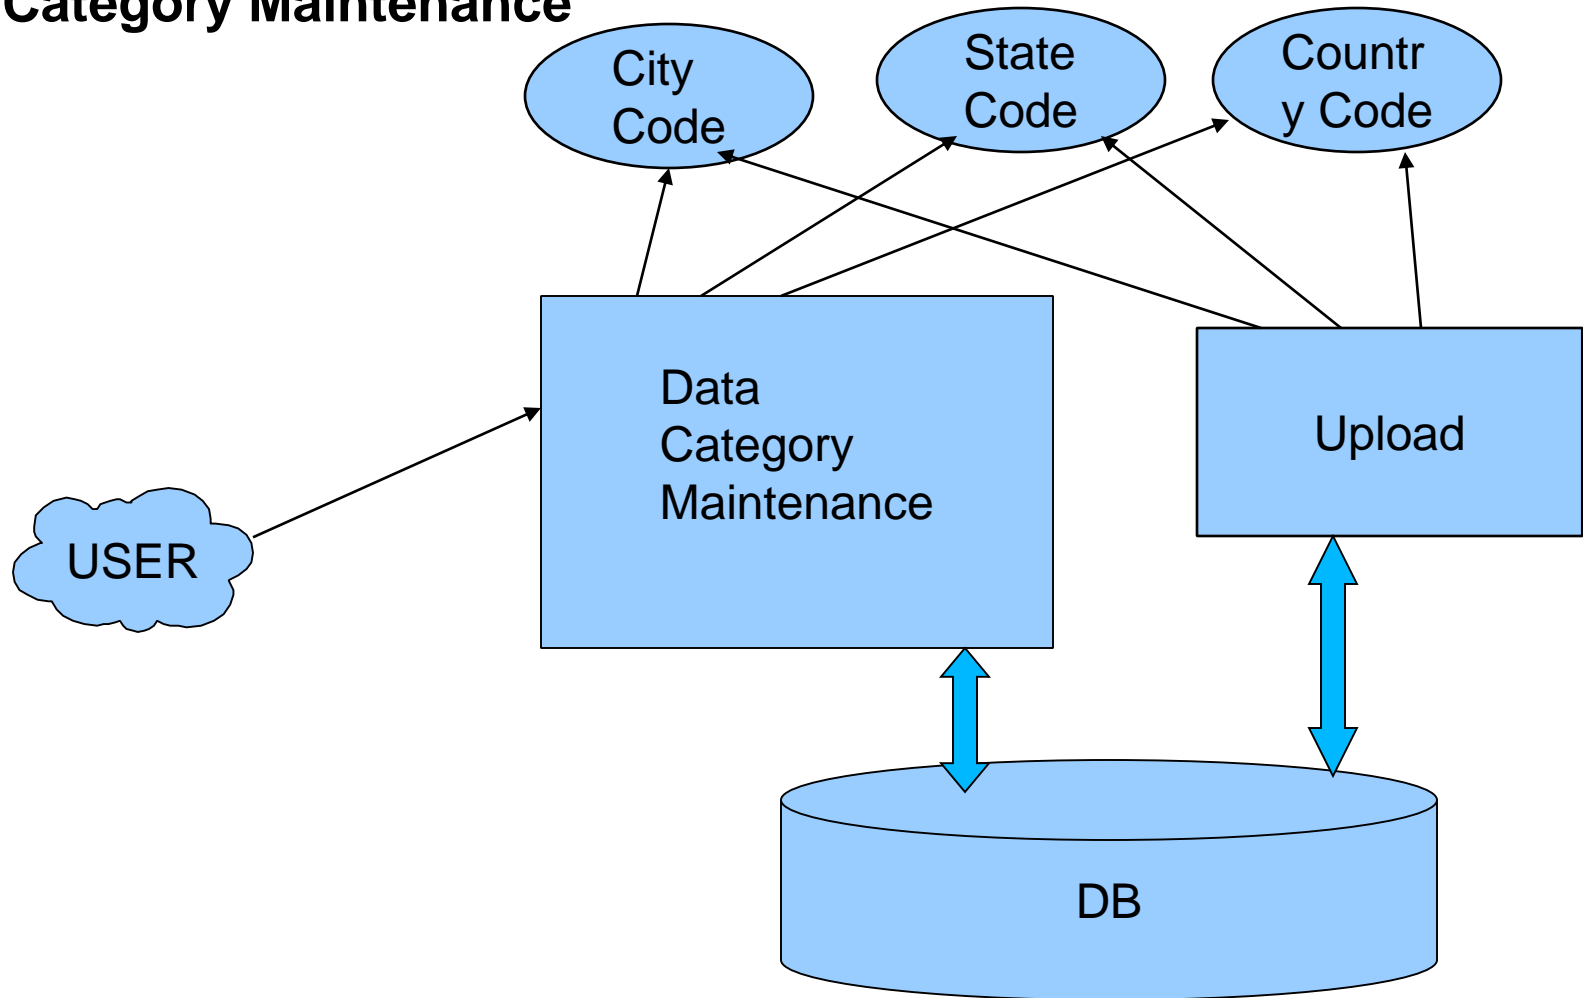 Category Maintenance
City
Code
State
Code
Countr
y Code
Data
Category
Maintenance
Upload
USER
DB